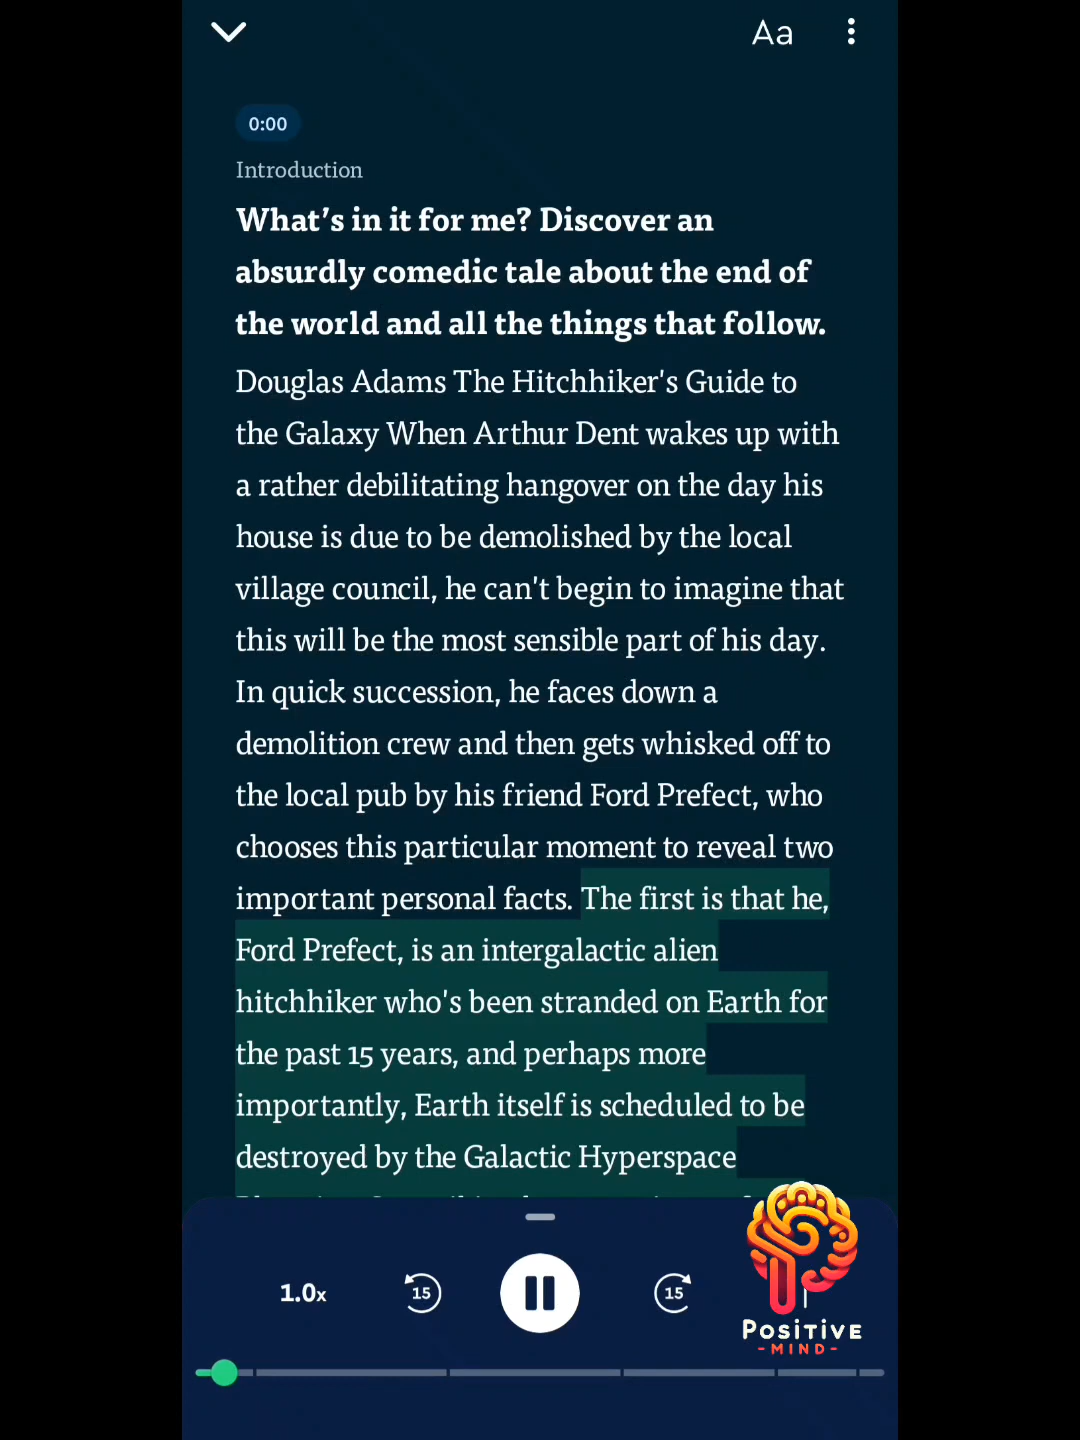 Aa
0:00
Introduction
What's in it for me? Discover an
absurdly comedic tale about the end of
the world and all the things that follow.
Douglas Adams The Hitchhiker's Guide to
the Galaxy When Arthur Dent wakes up with
a rather debilitating hangover on the day his
house is due to be demolished by the local
village council, he can't begin to imagine that
this will be the most sensible part of his day.
In quick succession, he faces down a
demolition crew and then gets whisked off to
the local pub by his friend Ford Prefect, who
chooses this particular moment to reveal two
important personal facts. The first is that he,
Ford Prefect, is an intergalactic alien
hitchhiker who's been stranded on Earth for
the past 15 years, and perhaps more
importantly, Earth itself is scheduled to be
destroyed by the Galactic Hyperspace
1.0x
15
15
POSITIVE
-MIND-